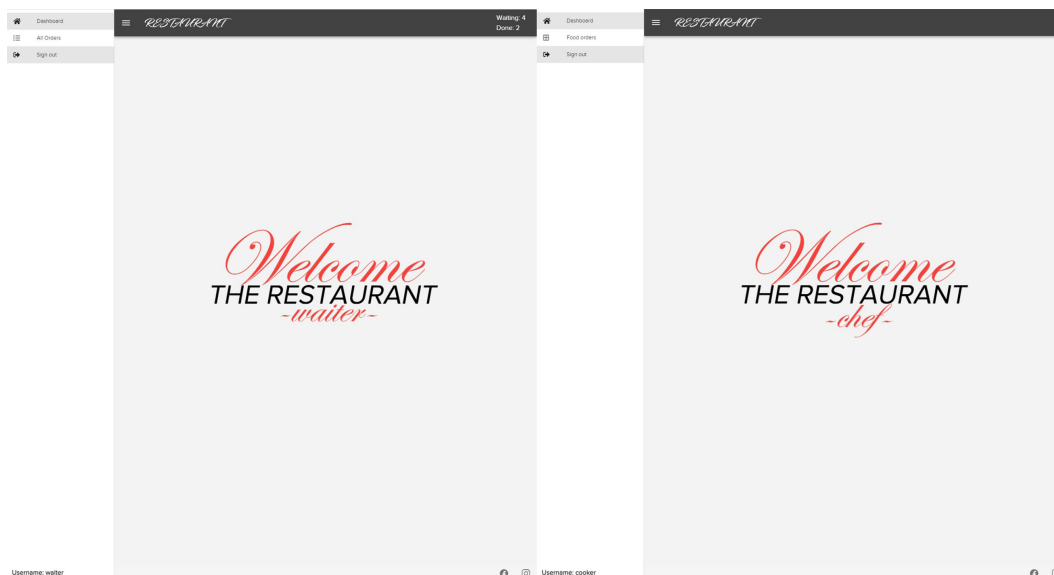 Dashboard
All Orders
Sign out
RESTAURANT
Waiting: 4
Done: 2
Welcome
THE RESTAURANT
-waiter-
Username: waiter
Dashboard
Food orders
Sign out
RESTAURANT
Welcome
THE RESTAURANT
-chef-
Username: cooker